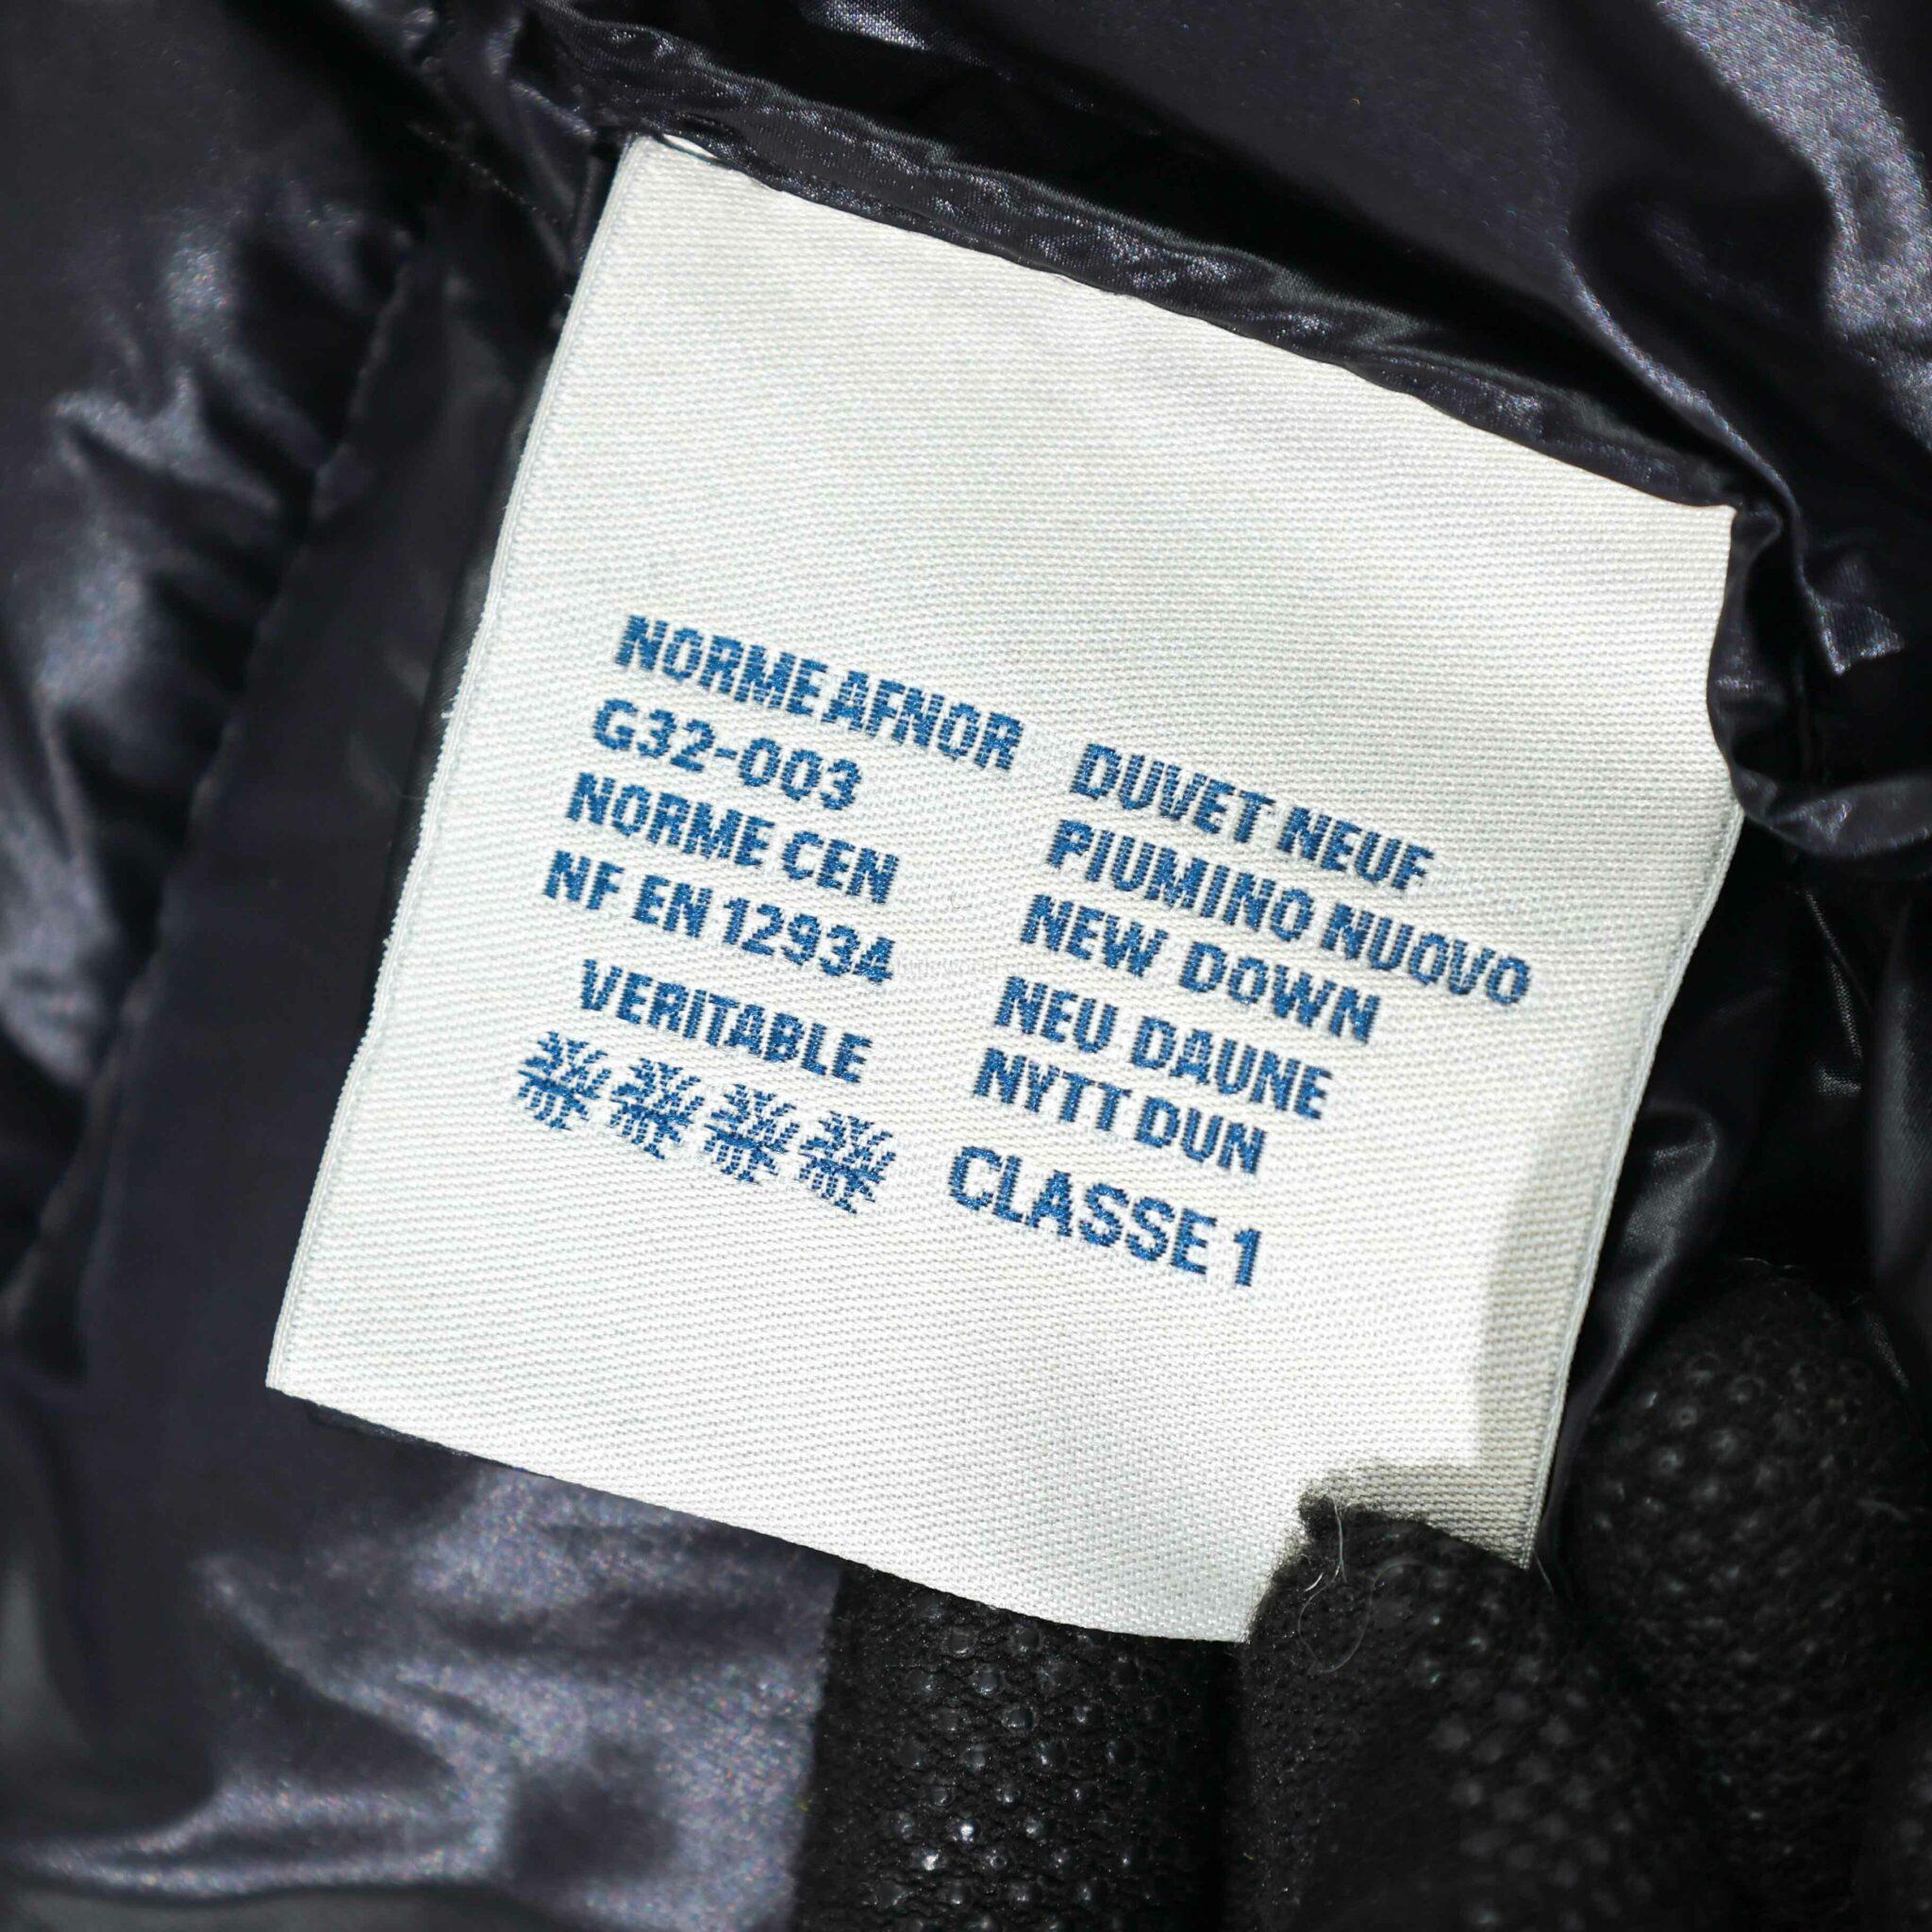 NORME AFNOR
G32-003
NORME CEN
NF EN 12934
VERITABLE
DUVET NEUF
PIUMINO NUOVO
NEW DOWN
NEU DAUNE
NYTT DUN
CLASSE 1